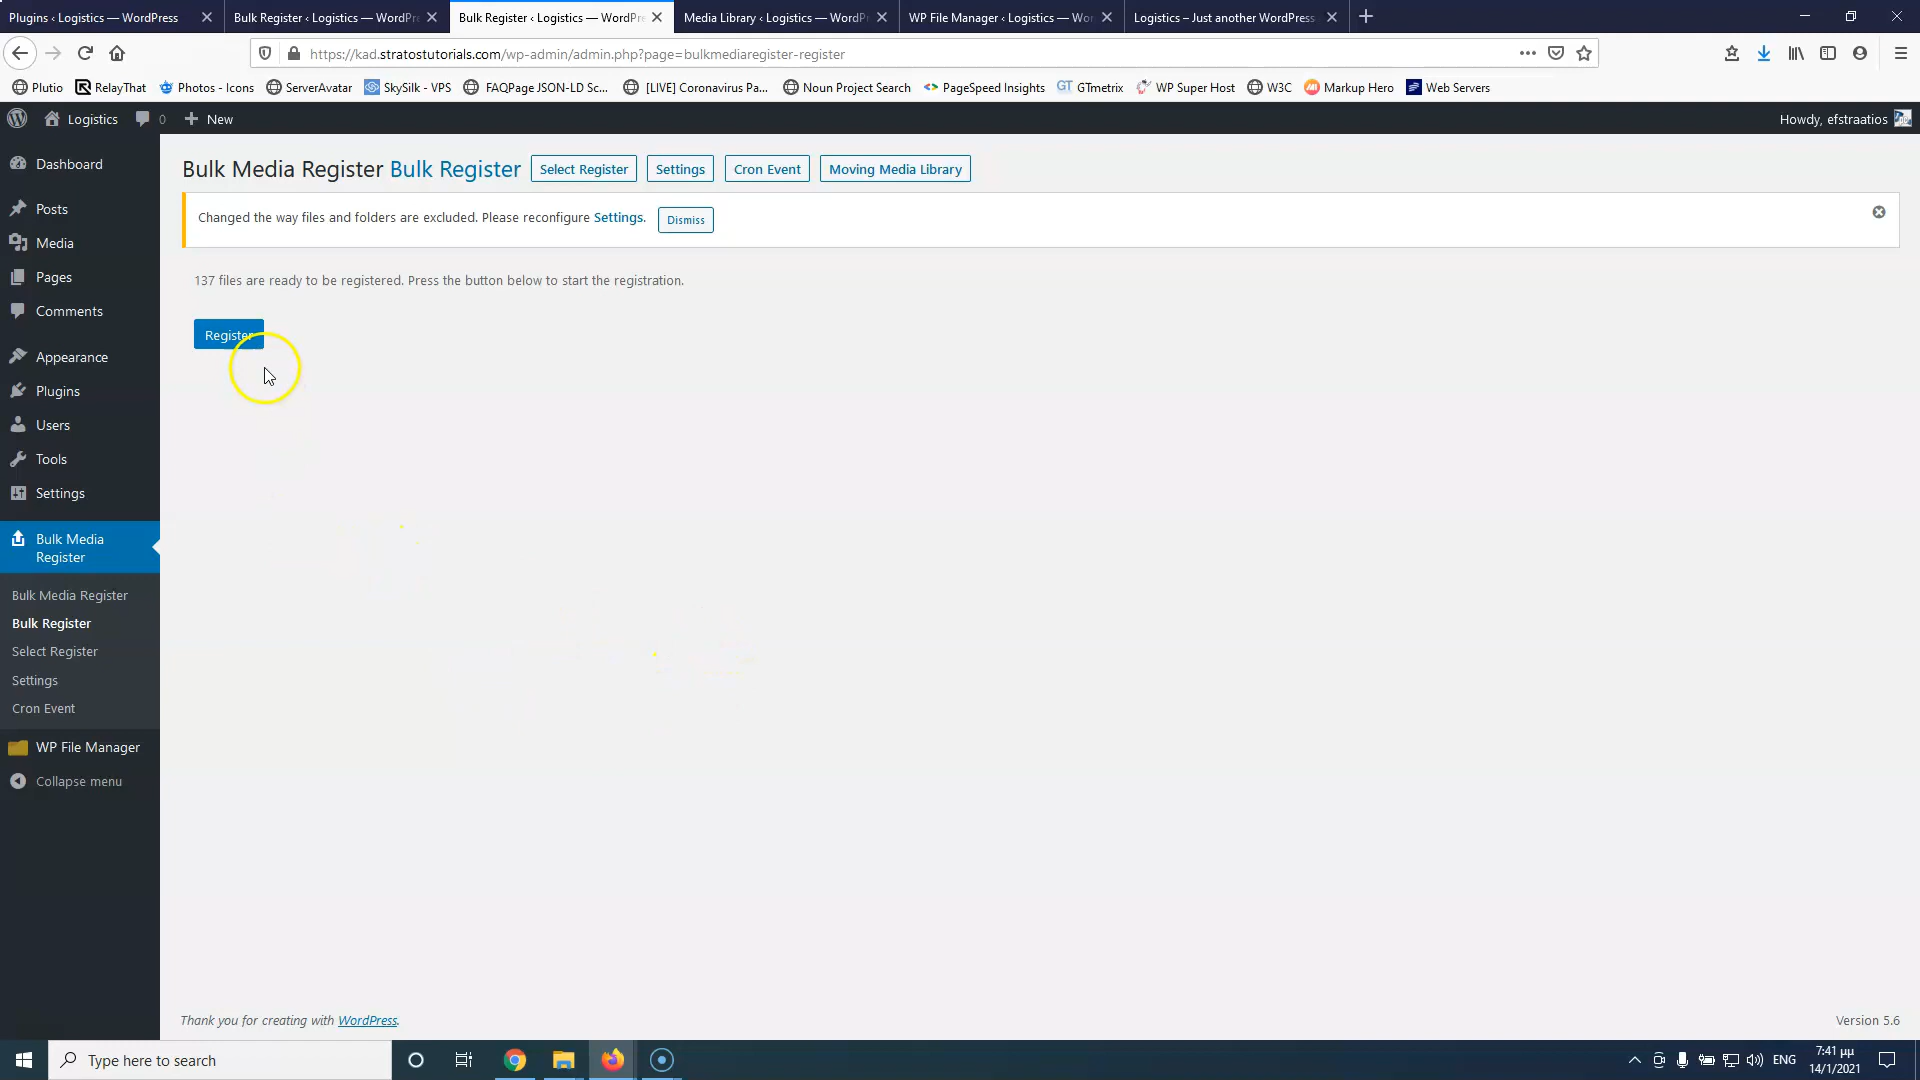 Plugins ‹ Logistics — WordPress
Bulk Register ‹ Logistics — WordPr
Bulk Register ‹ Logistics — WordPre
Media Library ‹ Logistics — WordP
WP File Manager ‹ Logistics — Wo
Logistics – Just another WordPress
https://kad.stratostutorials.com/wp-admin/admin.php?page=bulkmediaregister-register
Plutio
RelayThat
Photos - Icons
ServerAvatar
SkySilk - VPS
FAQPage JSON-LD Sc...
[LIVE] Coronavirus Pa...
Noun Project Search
PageSpeed Insights
GT GTmetrix
WP Super Host
W3C
Markup Hero
Web Servers
Logistics
0
New
Howdy, efstraatios
Dashboard
Posts
Media
Pages
Comments
Appearance
Plugins
Users
Tools
Settings
Bulk Media
Register
Bulk Media Register
Bulk Register
Select Register
Settings
Cron Event
WP File Manager
Collapse menu
Bulk Media Register Bulk Register
Select Register
Settings
Cron Event
Moving Media Library
Changed the way files and folders are excluded. Please reconfigure Settings.
Dismiss
137 files are ready to be registered. Press the button below to start the registration.
Register
Thank you for creating with WordPress.
Version 5.6
Type here to search
ENG
7:41 μμ
14/1/2021